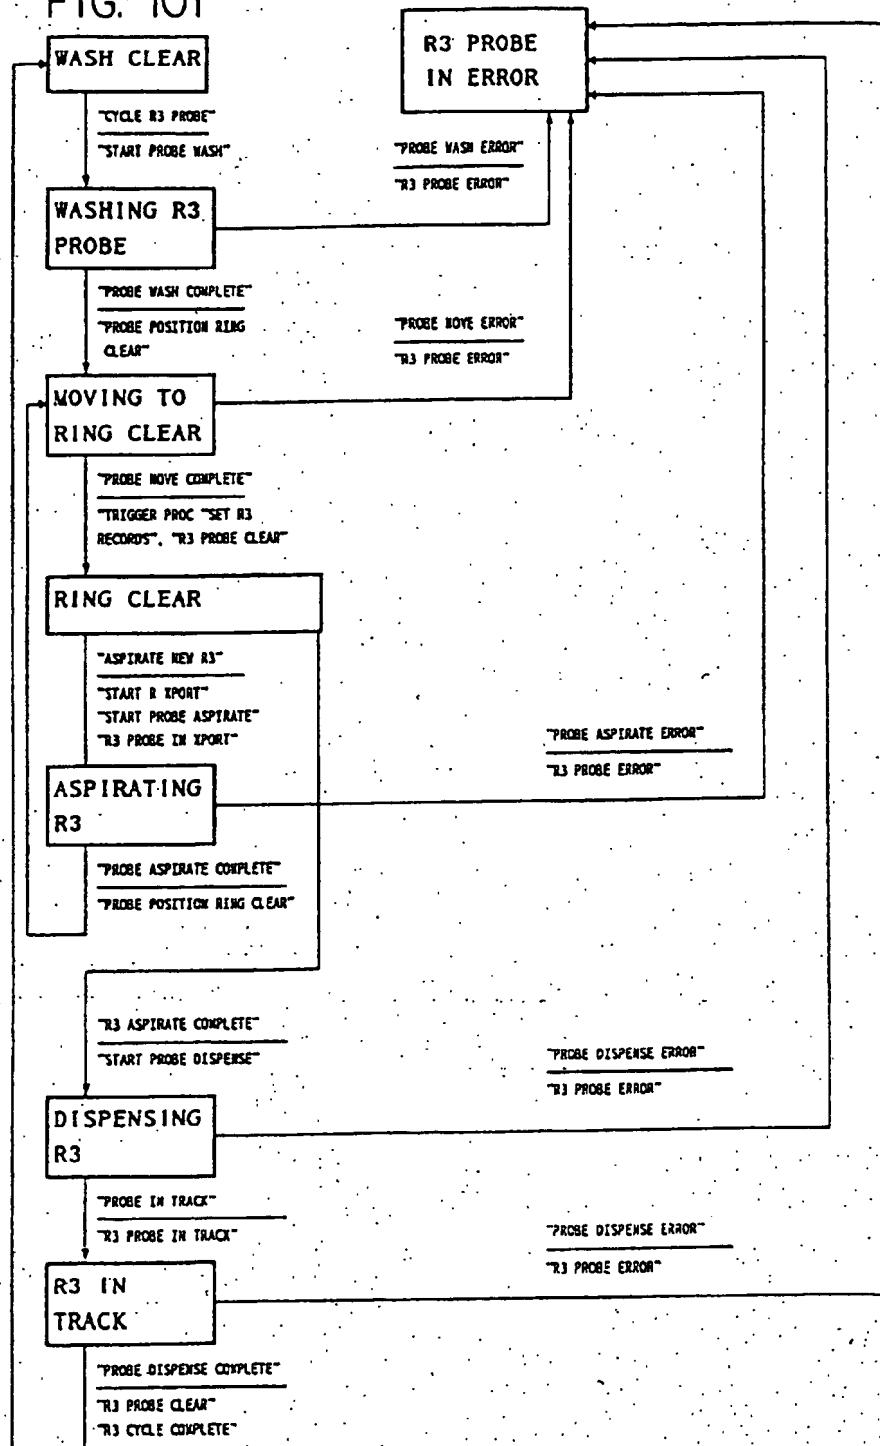 FIG. 101
WASH CLEAR
"CYCLE R3 PROBE"
"START PROBE WASH"
WASHING R3
PROBE
"PROBE WASH COMPLETE"
"PROBE POSITION RING
CLEAR"
MOVING TO
RING CLEAR
"PROBE MOVE COMPLETE"
"TRIGGER PROC "SET R3
RECORDS", "R3 PROBE CLEAR"
RING CLEAR
"ASPIRATE NEW R3"
"START R XPORT"
"START PROBE ASPIRATE"
"R3 PROBE IN XPORT"
ASPIRATING
R3
"PROBE ASPIRATE COMPLETE"
"PROBE POSITION RING CLEAR"
"R3 ASPIRATE COMPLETE"
"START PROBE DISPENSE"
DISPENSING
R3
"PROBE IN TRACK"
"R3 PROBE IN TRACK"
R3 IN
TRACK
"PROBE DISPENSE COMPLETE"
"R3 PROBE CLEAR"
"R3 CYCLE COMPLETE"
R3 PROBE
IN ERROR
"PROBE WASH ERROR"
"R3 PROBE ERROR"
"PROBE MOVE ERROR"
"R3 PROBE ERROR"
"PROBE ASPIRATE ERROR"
"R3 PROBE ERROR"
"PROBE DISPENSE ERROR"
"R3 PROBE ERROR"
"PROBE DISPENSE ERROR"
"R3 PROBE ERROR"